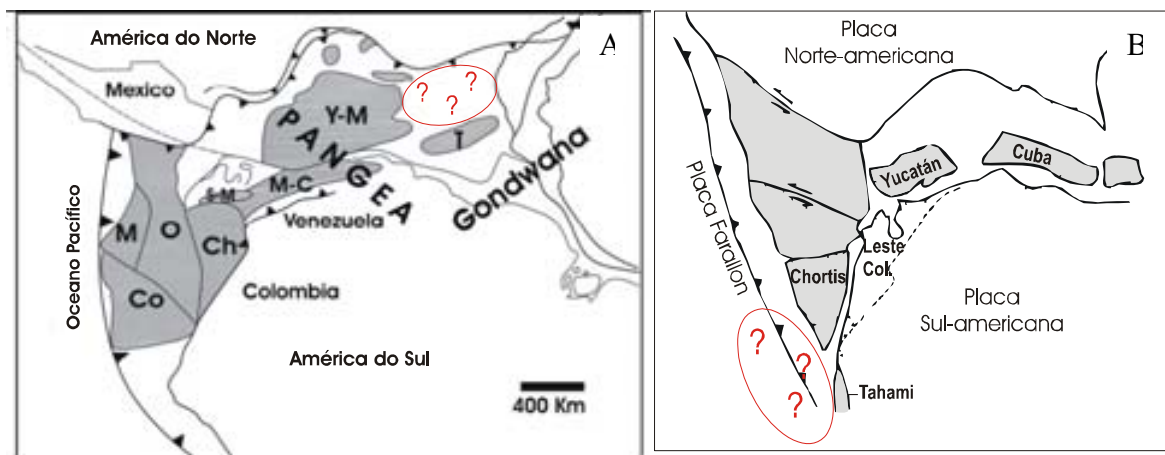 A
América do Norte
Mexico
? ? ?
Y-M
PANGEA
T
Gondwana
S-M
M-C
Venezuela
M
O
Ch
Co
Oceano Pacífico
Colombia
América do Sul
400 Km
B
Placa
Norte-americana
Placa Farallon
Yucatán
Cuba
Leste
Col.
Chortis
Placa
Sul-americana
? ? ?
Tahami